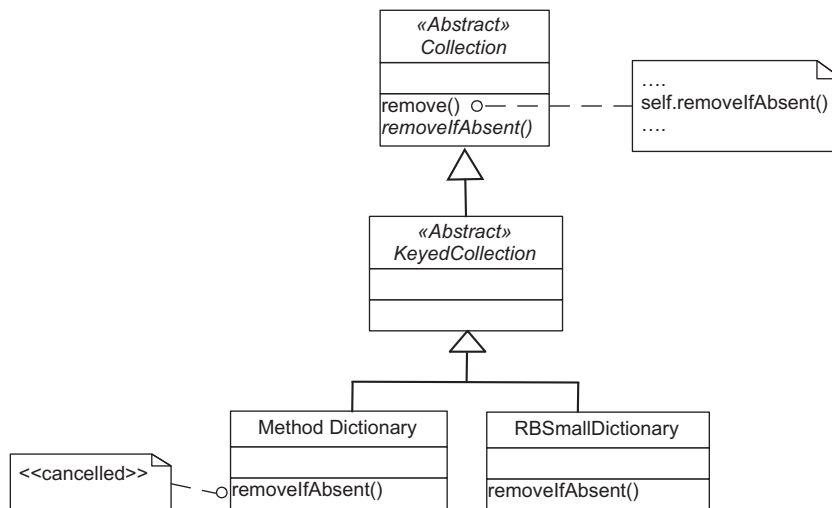 «Abstract»
Collection
remove()
removeIfAbsent()
....
self.removeIfAbsent()
....
«Abstract»
KeyedCollection
Method Dictionary
removeIfAbsent()
RBSmallDictionary
removeIfAbsent()
<<cancelled>>